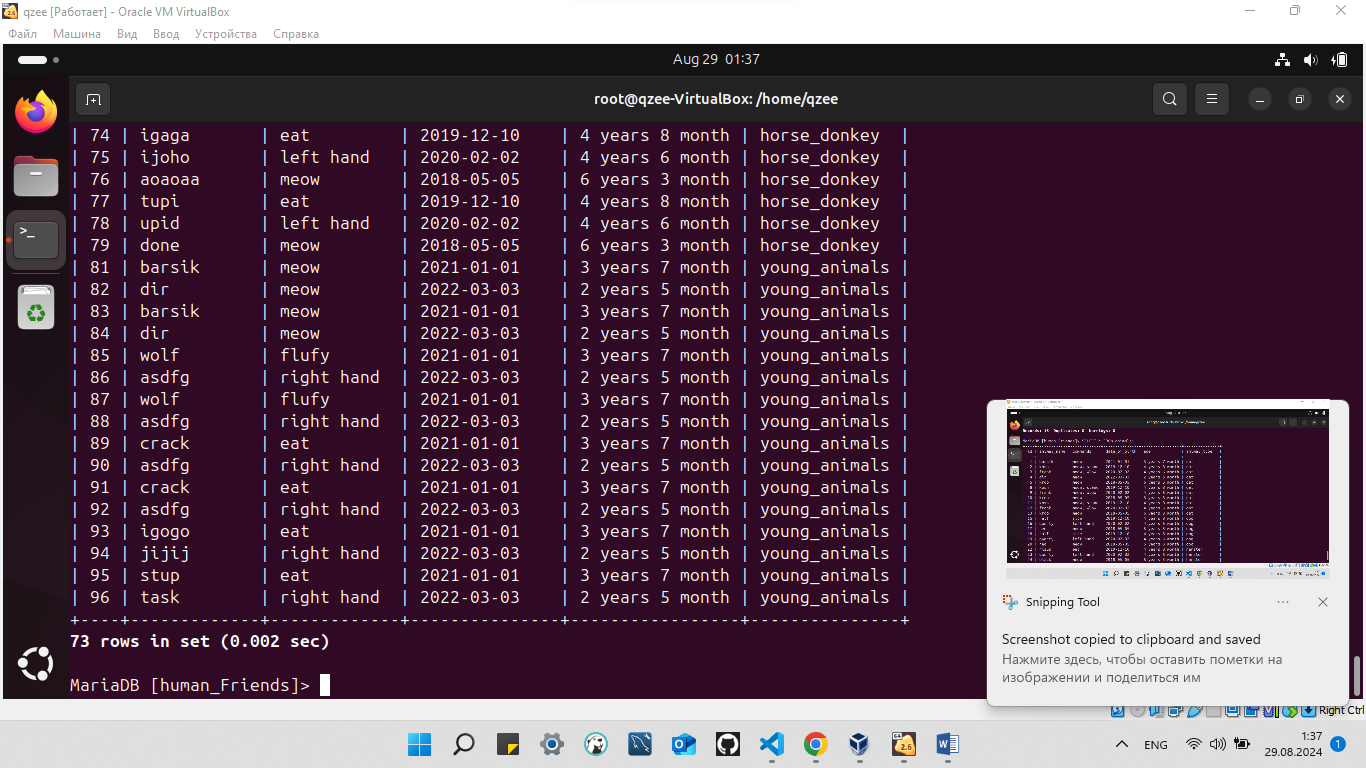 qzee [Работает] - Oracle VM VirtualBox
Файл Машина Вид Ввод Устройства Справка
Aug 29 01:37
root@qzee-VirtualBox: /home/qzee
| 74 | igaga | eat | 2019-12-10 | 4 years 8 month | horse_donkey |
| 75 | ijoho | left hand | 2020-02-02 | 4 years 6 month | horse_donkey |
| 76 | aoaoaa | meow | 2018-05-05 | 6 years 3 month | horse_donkey |
| 77 | tupi | eat | 2019-12-10 | 4 years 8 month | horse_donkey |
| 78 | upid | left hand | 2020-02-02 | 4 years 6 month | horse_donkey |
| 79 | done | meow | 2018-05-05 | 6 years 3 month | horse_donkey |
| 81 | barsik | meow | 2021-01-01 | 3 years 7 month | young_animals |
| 82 | dir | meow | 2022-03-03 | 2 years 5 month | young_animals |
| 83 | barsik | meow | 2021-01-01 | 3 years 7 month | young_animals |
| 84 | dir | meow | 2022-03-03 | 2 years 5 month | young_animals |
| 85 | wolf | flufy | 2021-01-01 | 3 years 7 month | young_animals |
| 86 | asdfg | right hand | 2022-03-03 | 2 years 5 month | young_animals |
| 87 | wolf | flufy | 2021-01-01 | 3 years 7 month | young_animals |
| 88 | asdfg | right hand | 2022-03-03 | 2 years 5 month | young_animals |
| 89 | crack | eat | 2021-01-01 | 3 years 7 month | young_animals |
| 90 | asdfg | right hand | 2022-03-03 | 2 years 5 month | young_animals |
| 91 | crack | eat | 2021-01-01 | 3 years 7 month | young_animals |
| 92 | asdfg | right hand | 2022-03-03 | 2 years 5 month | young_animals |
| 93 | igogo | eat | 2021-01-01 | 3 years 7 month | young_animals |
| 94 | jijij | right hand | 2022-03-03 | 2 years 5 month | young_animals |
| 95 | stup | eat | 2021-01-01 | 3 years 7 month | young_animals |
| 96 | task | right hand | 2022-03-03 | 2 years 5 month | young_animals |
+----+-------------+-------------+---------------+-----------------+---------------+
73 rows in set (0.002 sec)
MariaDB [human_Friends]>
Snipping Tool
Screenshot copied to clipboard and saved
Нажмите здесь, чтобы оставить пометки на
изображении и поделиться им
Right Ctrl
2.6
ENG
1:37
29.08.2024
1